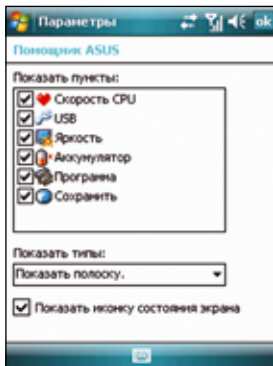 Параметры ok
Помощник ASUS
Показать пункты:
Скорость CPU
USB
Яркость
Аккумулятор
Программа
Сохранить
Показать типы:
Показать полоску.
Показать иконку состояния экрана